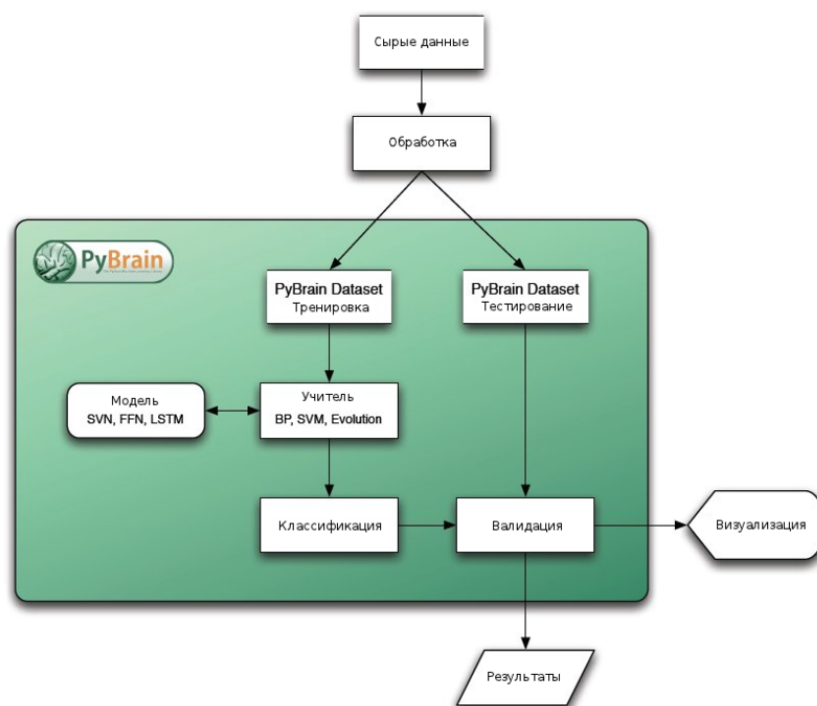 Сырые данные
Обработка
PyBrain
PyBrain Dataset
Тренировка
PyBrain Dataset
Тестирование
Модель
SVN, FFN, LSTM
Учитель
BP, SVM, Evolution
Классификация
Валидация
Визуализация
Результаты